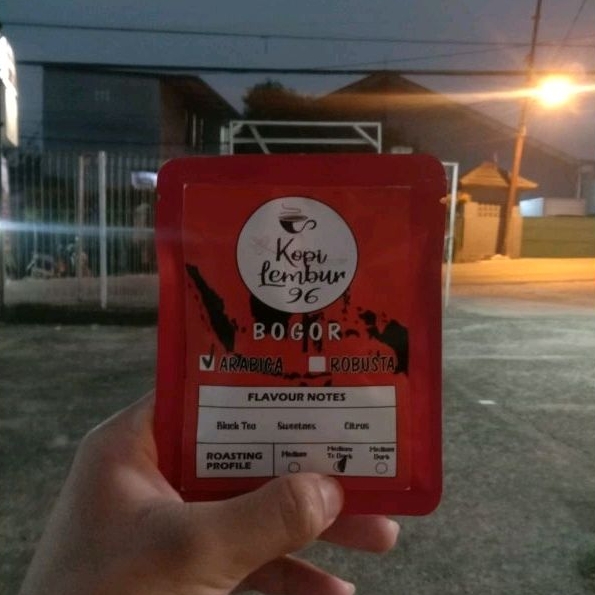 Kopi
Lembur
96
BOGOR
ARABICA ROBUSTA
FLAVOUR NOTES
Black Tea Sweetnes Citrus
ROASTING PROFILE
Medium
Medium To Dark
Medium Dark